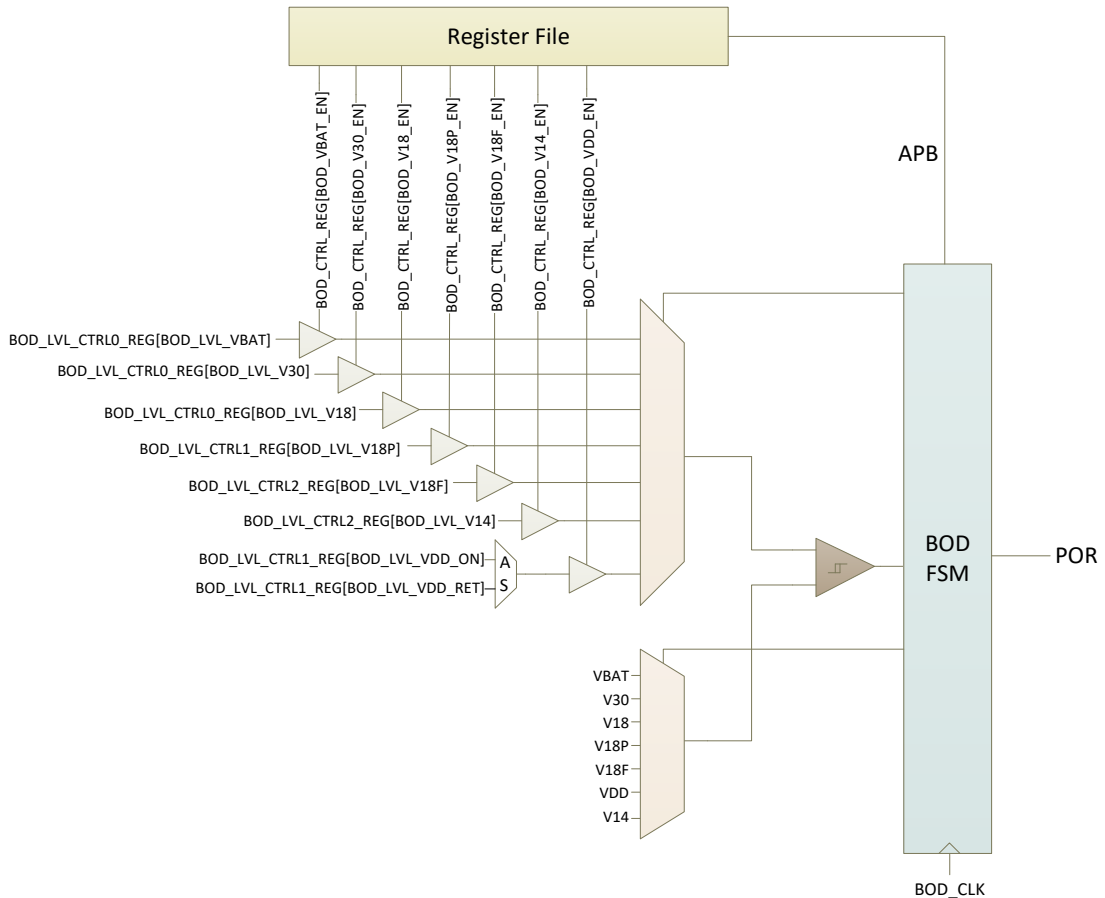 Register File
BOD_CTRL_REG[BOD_VBAT_EN]
BOD_CTRL_REG[BOD_V30_EN]
BOD_CTRL_REG[BOD_V18_EN]
BOD_CTRL_REG[BOD_V18P_EN]
BOD_CTRL_REG[BOD_V18F_EN]
BOD_CTRL_REG[BOD_V14_EN]
BOD_CTRL_REG[BOD_VDD_EN]
APB
BOD_LVL_CTRL0_REG[BOD_LVL_VBAT]
BOD_LVL_CTRL0_REG[BOD_LVL_V30]
BOD_LVL_CTRL0_REG[BOD_LVL_V18]
BOD_LVL_CTRL1_REG[BOD_LVL_V18P]
BOD_LVL_CTRL2_REG[BOD_LVL_V18F]
BOD_LVL_CTRL2_REG[BOD_LVL_V14]
BOD_LVL_CTRL1_REG[BOD_LVL_VDD_ON]
A
BOD_LVL_CTRL1_REG[BOD_LVL_VDD_RET]
S
BOD
FSM
POR
VBAT
V30
V18
V18P
V18F
VDD
V14
BOD_CLK